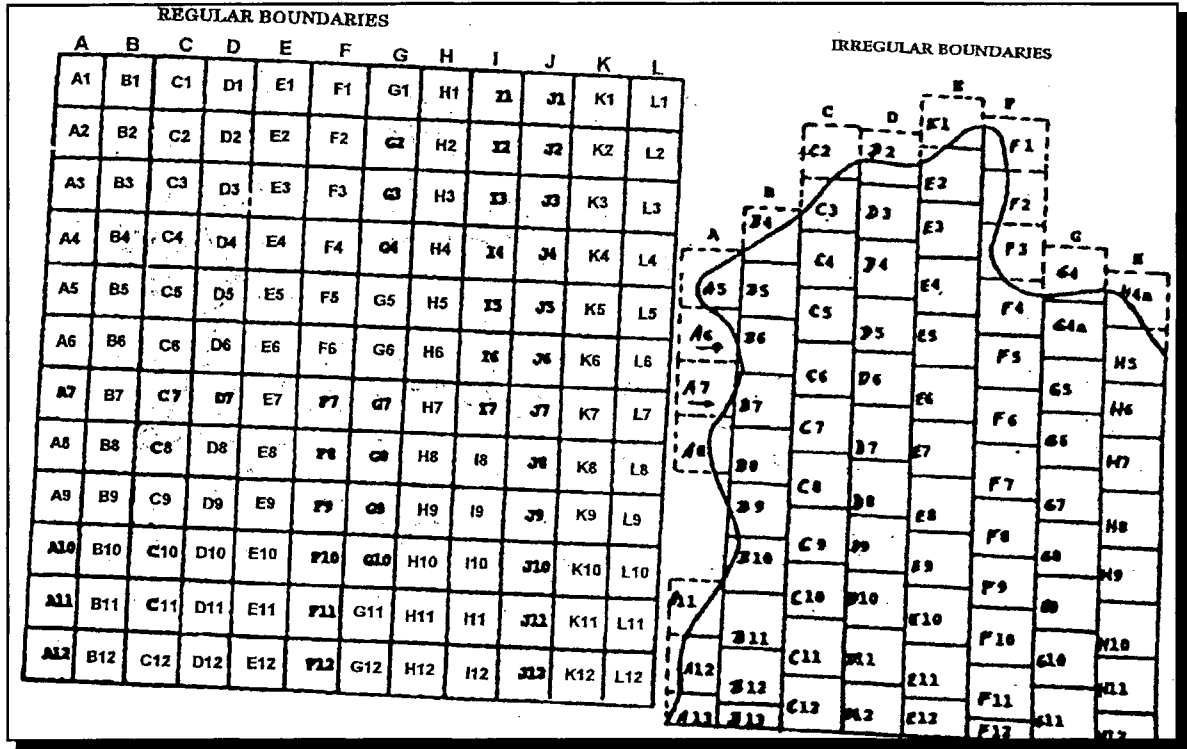 REGULAR BOUNDARIES
A B C D E F G H I J K L
A1 B1 C1 D1 E1 F1 G1 H1 I1 J1 K1 L1
A2 B2 C2 D2 E2 F2 G2 H2 I2 J2 K2 L2
A3 B3 C3 D3 E3 F3 G3 H3 I3 J3 K3 L3
A4 B4 C4 D4 E4 F4 G4 H4 I4 J4 K4 L4
A5 B5 C5 D5 E5 F5 G5 H5 I5 J5 K5 L5
A6 B6 C6 D6 E6 F6 G6 H6 I6 J6 K6 L6
A7 B7 C7 D7 E7 F7 G7 H7 I7 J7 K7 L7
A8 B8 C8 D8 E8 F8 G8 H8 I8 J8 K8 L8
A9 B9 C9 D9 E9 F9 G9 H9 I9 J9 K9 L9
A10 B10 C10 D10 E10 F10 G10 H10 I10 J10 K10 L10
A11 B11 C11 D11 E11 F11 G11 H11 I11 J11 K11 L11
A12 B12 C12 D12 E12 F12 G12 H12 I12 J12 K12 L12
IRREGULAR BOUNDARIES
A
A5
A6
A7
A8
A11
A12
A13
B
B4
B5
B6
B7
B8
B9
B10
B11
B12
B13
C
C2
C3
C4
C5
C6
C7
C8
C9
C10
C11
C12
D
D2
D3
D4
D5
D6
D7
D8
D9
D10
D11
D12
E
E1
E2
E3
E4
E5
E6
E7
E8
E9
E10
E11
E12
F
F1
F2
F3
F4
F5
F6
F7
F8
F9
F10
F11
F12
G
G4
G4a
G5
G6
G7
G8
G9
G10
G11
H
H4a
H5
H6
H7
H8
H9
H10
H11
H12